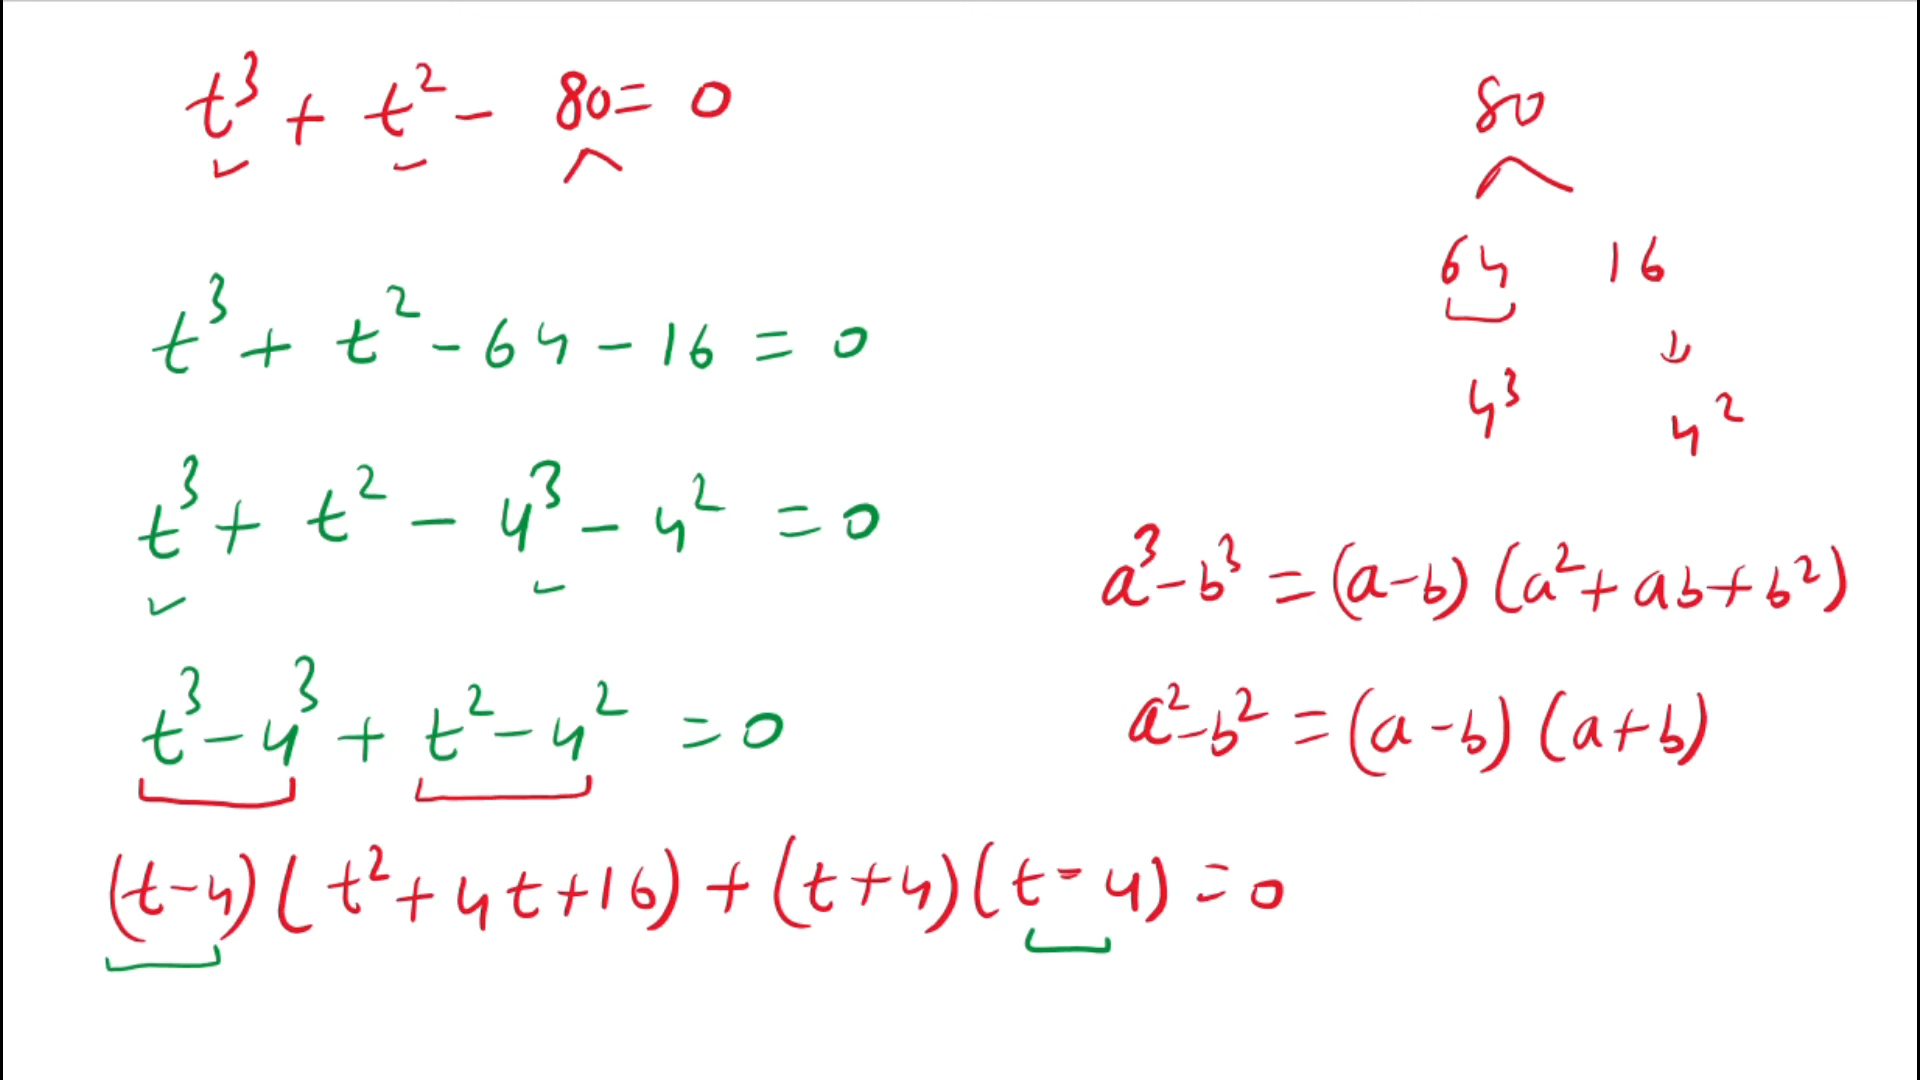 t³ + t² - 80 = 0
t³ + t² - 64 - 16 = 0
t³ + t² - 4³ - 4² = 0
t³ - 4³ + t² - 4² = 0
(t-4)(t²+4t+16) + (t+4)(t-4) = 0
80
64 16
4³ 4²
a³-b³ = (a-b)(a²+ab+b²)
a²-b² = (a-b)(a+b)